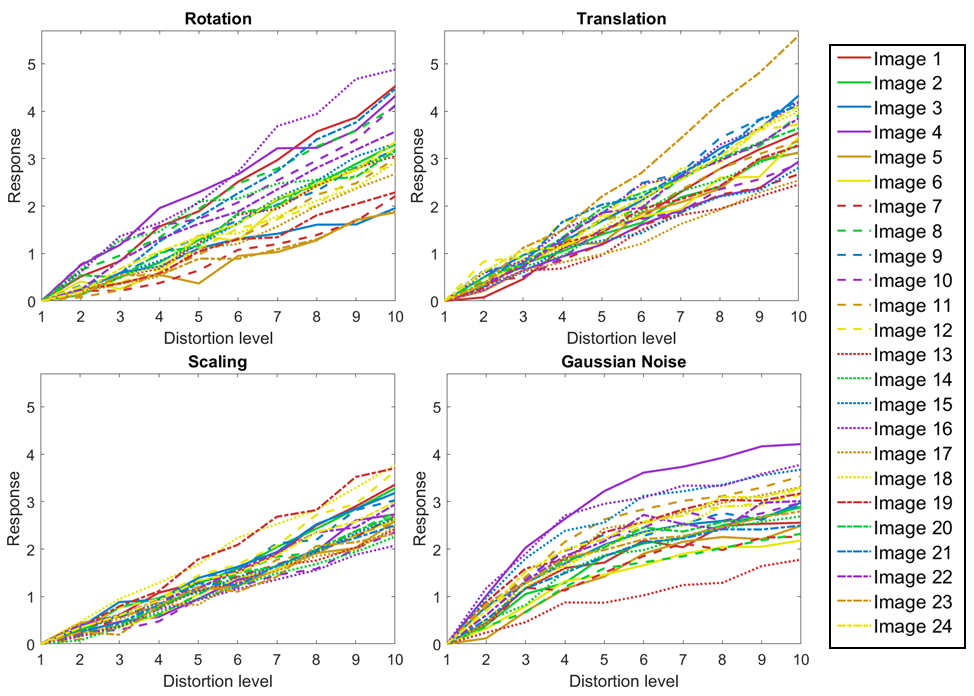 Rotation
Response
5
4
3
2
1
0
1 2 3 4 5 6 7 8 9 10
Distortion level
Translation
Response
5
4
3
2
1
0
1 2 3 4 5 6 7 8 9 10
Distortion level
Scaling
Response
5
4
3
2
1
0
1 2 3 4 5 6 7 8 9 10
Distortion level
Gaussian Noise
Response
5
4
3
2
1
0
1 2 3 4 5 6 7 8 9 10
Distortion level
Image 1
Image 2
Image 3
Image 4
Image 5
Image 6
Image 7
Image 8
Image 9
Image 10
Image 11
Image 12
Image 13
Image 14
Image 15
Image 16
Image 17
Image 18
Image 19
Image 20
Image 21
Image 22
Image 23
Image 24